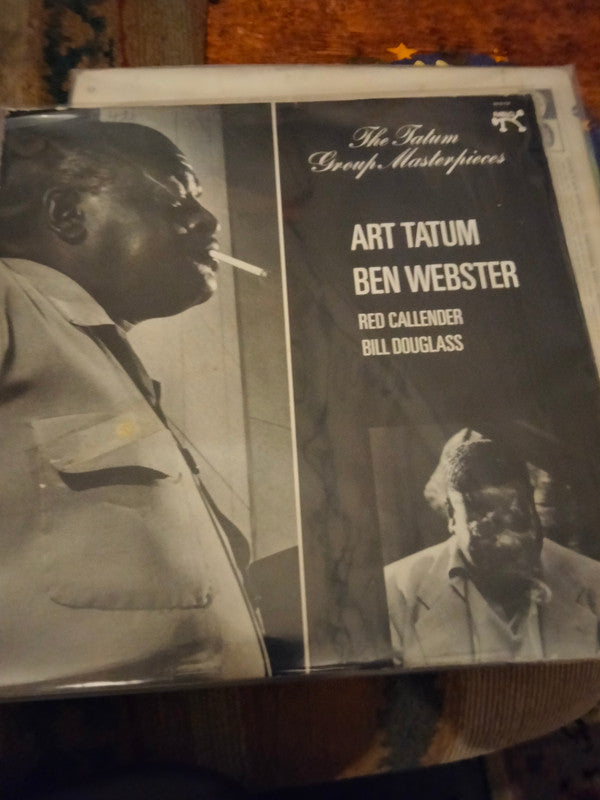 The Tatum
Group Masterpieces
ART TATUM
BEN WEBSTER
RED CALLENDER
BILL DOUGLASS